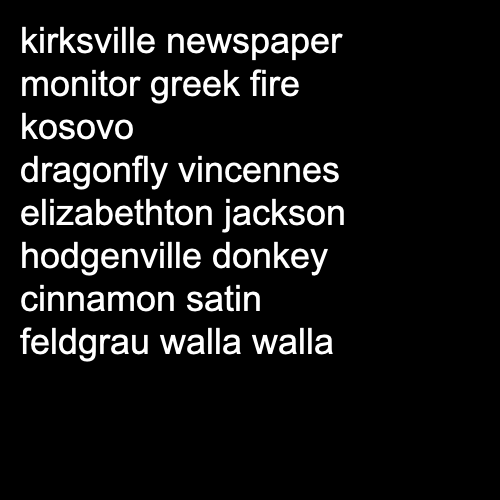 kirksville newspaper
monitor greek fire
kosovo
dragonfly vincennes
elizabethton jackson
hodgenville donkey
cinnamon satin
feldgrau walla walla